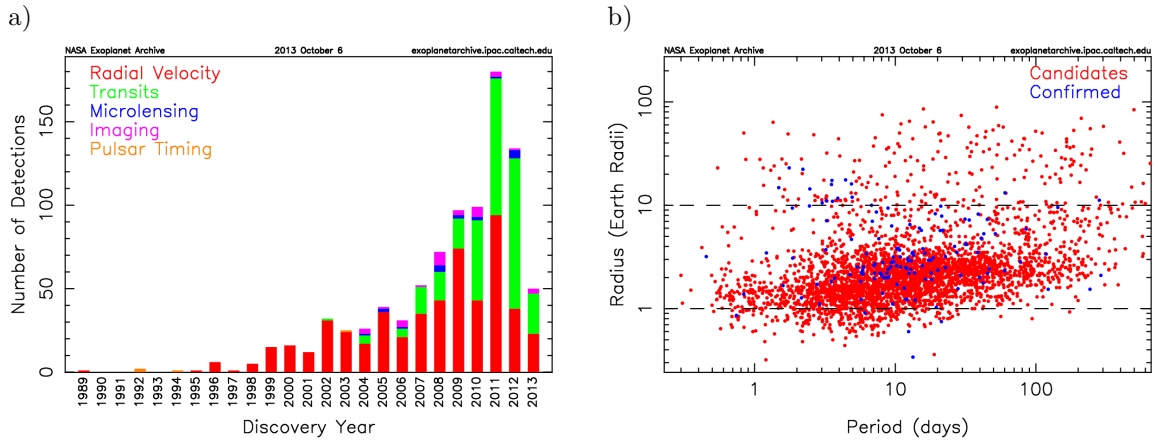 a)
NASA Exoplanet Archive 2013 October 6 exoplanetarchive.ipac.caltech.edu
Radial Velocity
Transits
Microlensing
Imaging
Pulsar Timing
Number of Detections
150
100
50
0
1989 1990 1991 1992 1993 1994 1995 1996 1997 1998 1999 2000 2001 2002 2003 2004 2005 2006 2007 2008 2009 2010 2011 2012 2013
Discovery Year
b)
NASA Exoplanet Archive 2013 October 6 exoplanetarchive.ipac.caltech.edu
Candidates
Confirmed
Radius (Earth Radii)
100
10
1
1 10 100
Period (days)